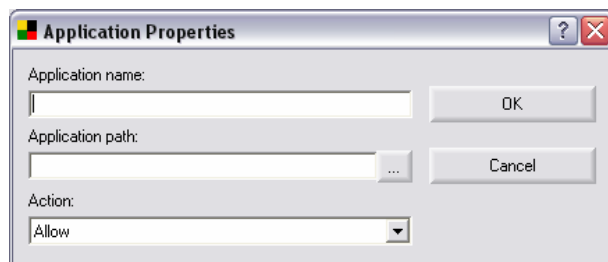 Application Properties
Application name:
OK
Application path:
...
Cancel
Action:
Allow